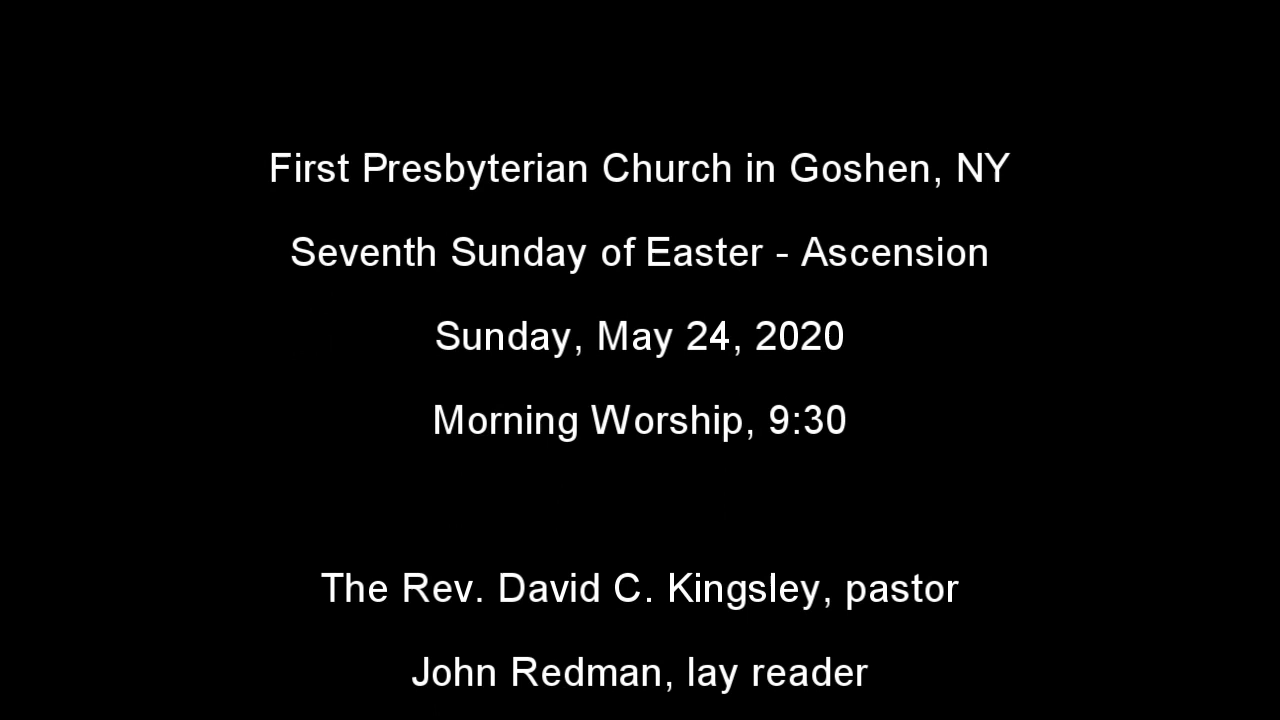 First Presbyterian Church in Goshen, NY
Seventh Sunday of Easter - Ascension
Sunday, May 24, 2020
Morning Worship, 9:30
The Rev. David C. Kingsley, pastor
John Redman, lay reader